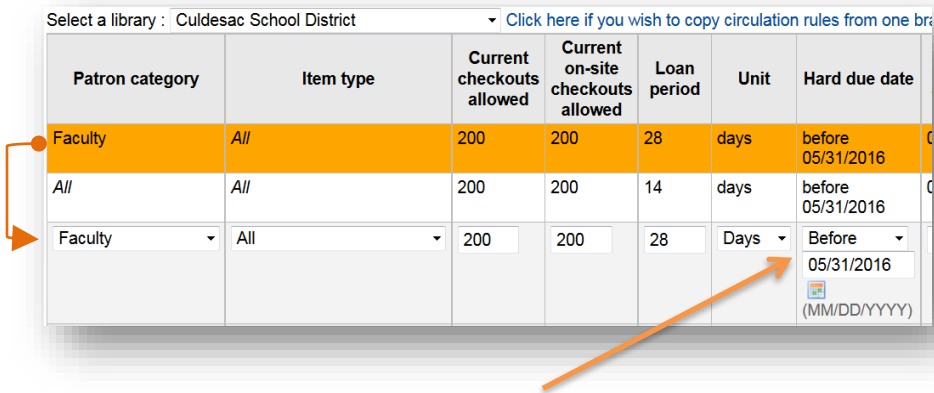 Select a library : Culdesac School District Click here if you wish to copy circulation rules from one
Patron category Item type Current checkouts allowed Current on-site checkouts allowed Loan period Unit Hard due date
Faculty All 200 200 28 days before 05/31/2016
All All 200 200 14 days before 05/31/2016
Faculty All 200 200 28 Days Before
05/31/2016
(MM/DD/YYYY)